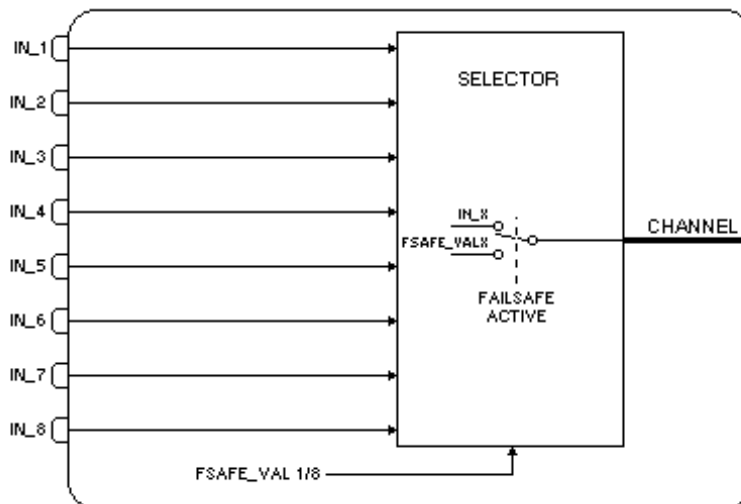 IN_1
IN_2
IN_3
IN_4
IN_5
IN_6
IN_7
IN_8
SELECTOR
IN_X
FSAFE_VALX
FAILSAFE
ACTIVE
CHANNEL
FSAFE_VAL 1/8